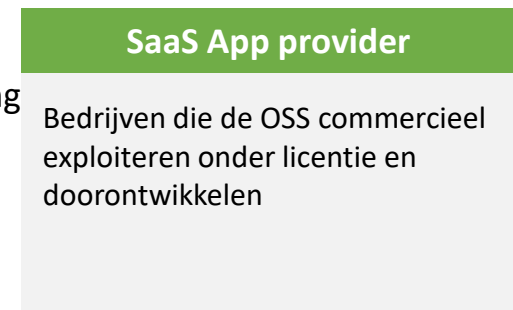 SaaS App provider
Bedrijven die de OSS commercieel
exploiteren onder licentie en
doorontwikkelen